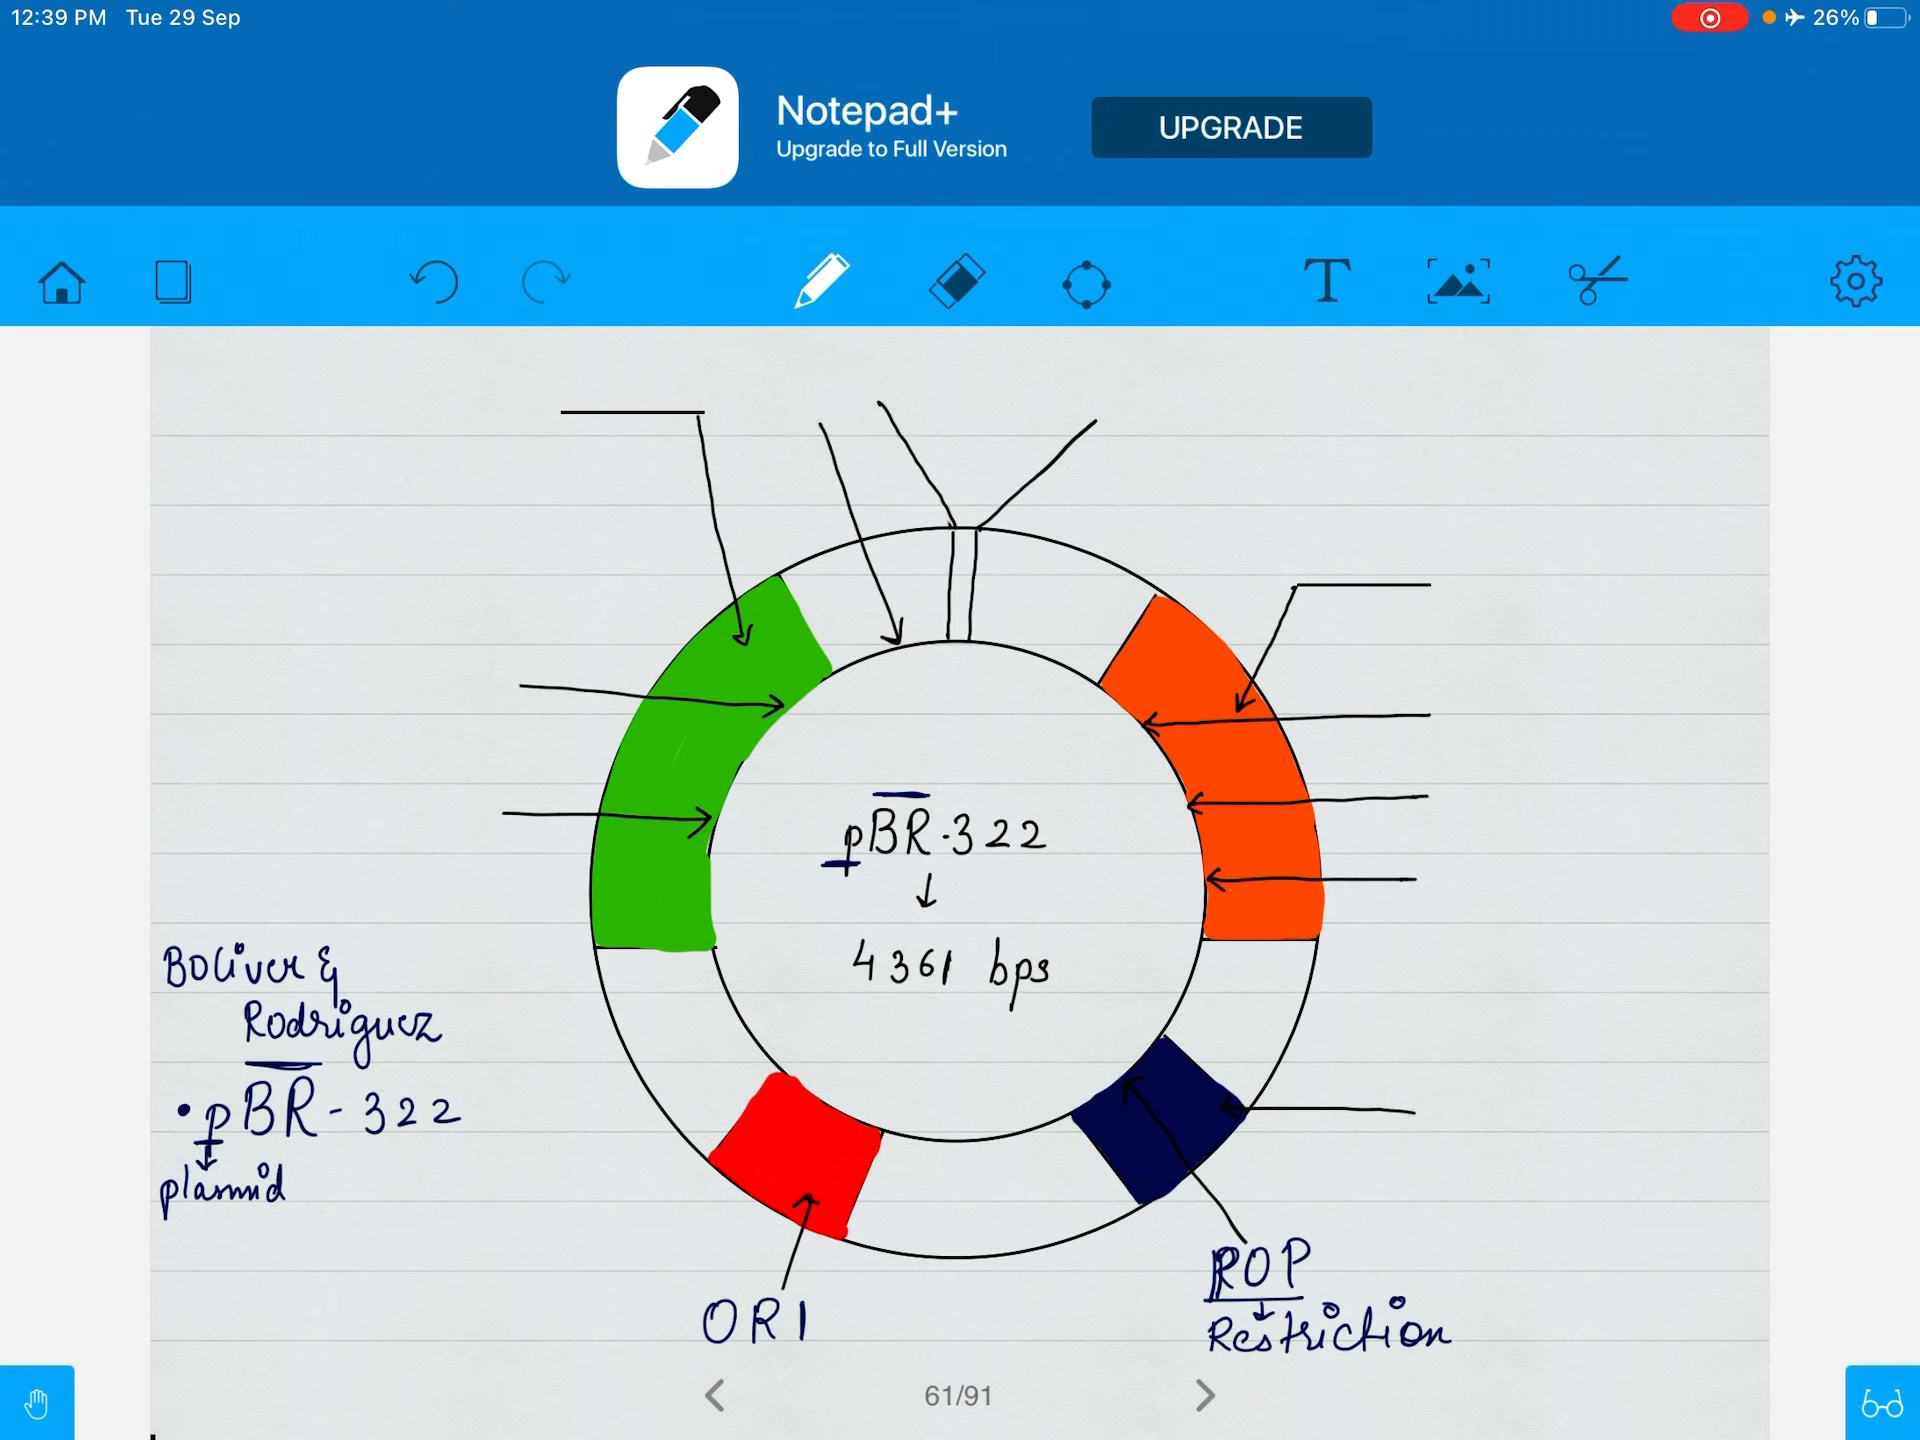 12:39 PM Tue 29 Sep
26%
Notepad+
Upgrade to Full Version
UPGRADE
T
pBR-322
4361 bps
Boliver &
Rodriguez
• pBR-322
plasmid
ORI
ROP
Restriction
61/91